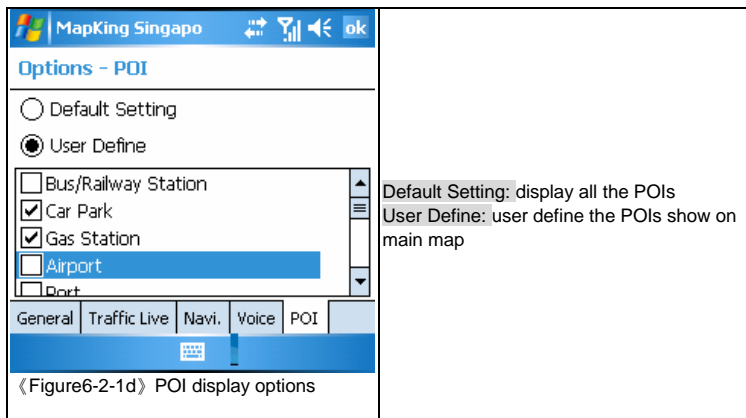 MapKing Singapo
ok
Options - POI
Default Setting
User Define
Bus/Railway Station
Car Park
Gas Station
Airport
Port
General Traffic Live Navi. Voice POI
《Figure6-2-1d》 POI display options
Default Setting: display all the POIs
User Define: user define the POIs show on
main map